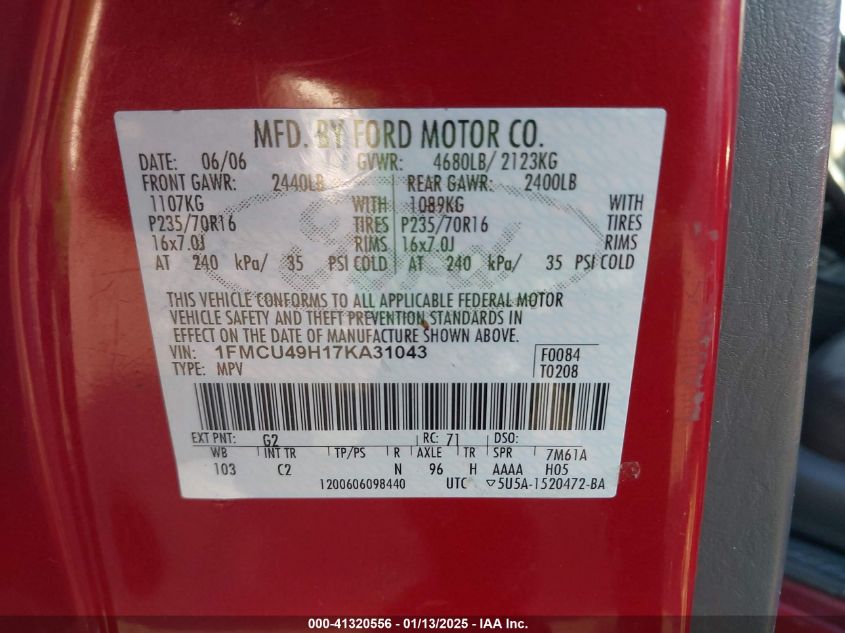 MFD. BY FORD MOTOR CO.
DATE: 06/06 GVWR: 4680LB/ 2123KG
FRONT GAWR: 2440LB REAR GAWR: 2400LB
1107KG WITH 1089KG WITH
P235/70R16 TIRES P235/70R16 TIRES
16x7.0J RIMS 16x7.0J RIMS
AT 240 kPa/ 35 PSI COLD AT 240 kPa/ 35 PSI COLD
THIS VEHICLE CONFORMS TO ALL APPLICABLE FEDERAL MOTOR
VEHICLE SAFETY AND THEFT PREVENTION STANDARDS IN
EFFECT ON THE DATE OF MANUFACTURE SHOWN ABOVE.
VIN: 1FMCU49H17KA31043 F0084
TYPE: MPV T0208
EXT PNT: G2 RC: 71 DSO:
WB INT TR TP/PS R AXLE TR SPR 7M61A
103 C2 N 96 H AAAA H05
1200606098440 UTC ▽5U5A-1520472-BA
000-41320556 - 01/13/2025 - IAA Inc.